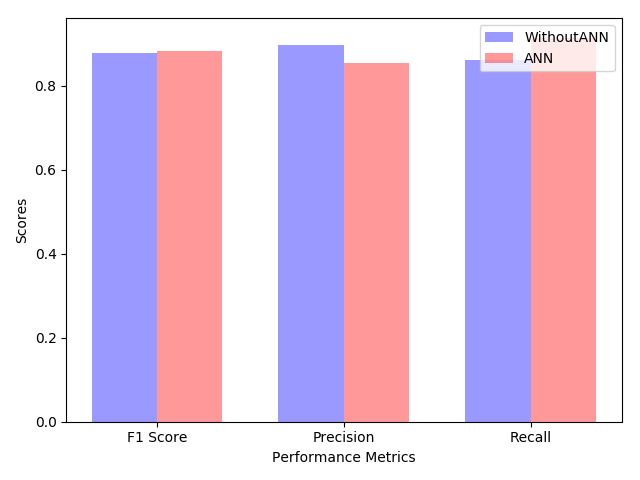 WithoutANN
ANN
Scores
0.8
0.6
0.4
0.2
0.0
F1 Score
Precision
Recall
Performance Metrics